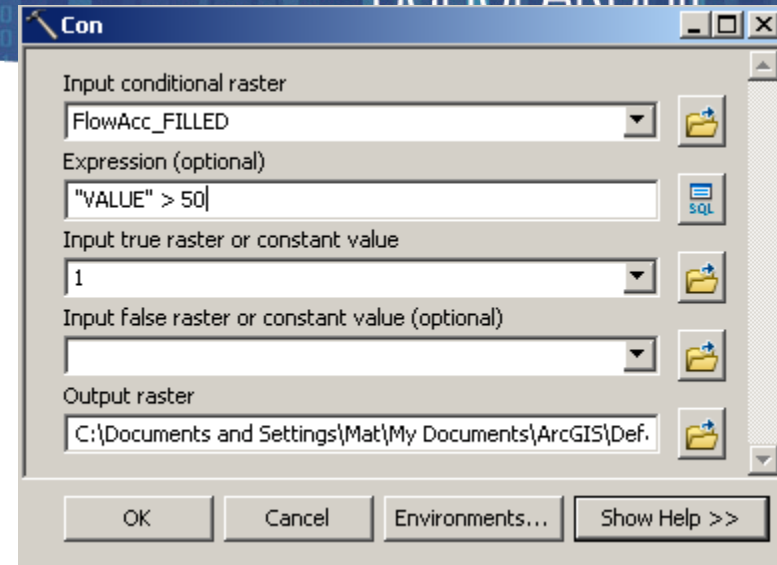 Con
Input conditional raster
FlowAcc_FILLED
Expression (optional)
"VALUE" > 50
SQL
Input true raster or constant value
1
Input false raster or constant value (optional)
Output raster
C:\Documents and Settings\Mat\My Documents\ArcGIS\Def.
OK Cancel Environments... Show Help >>